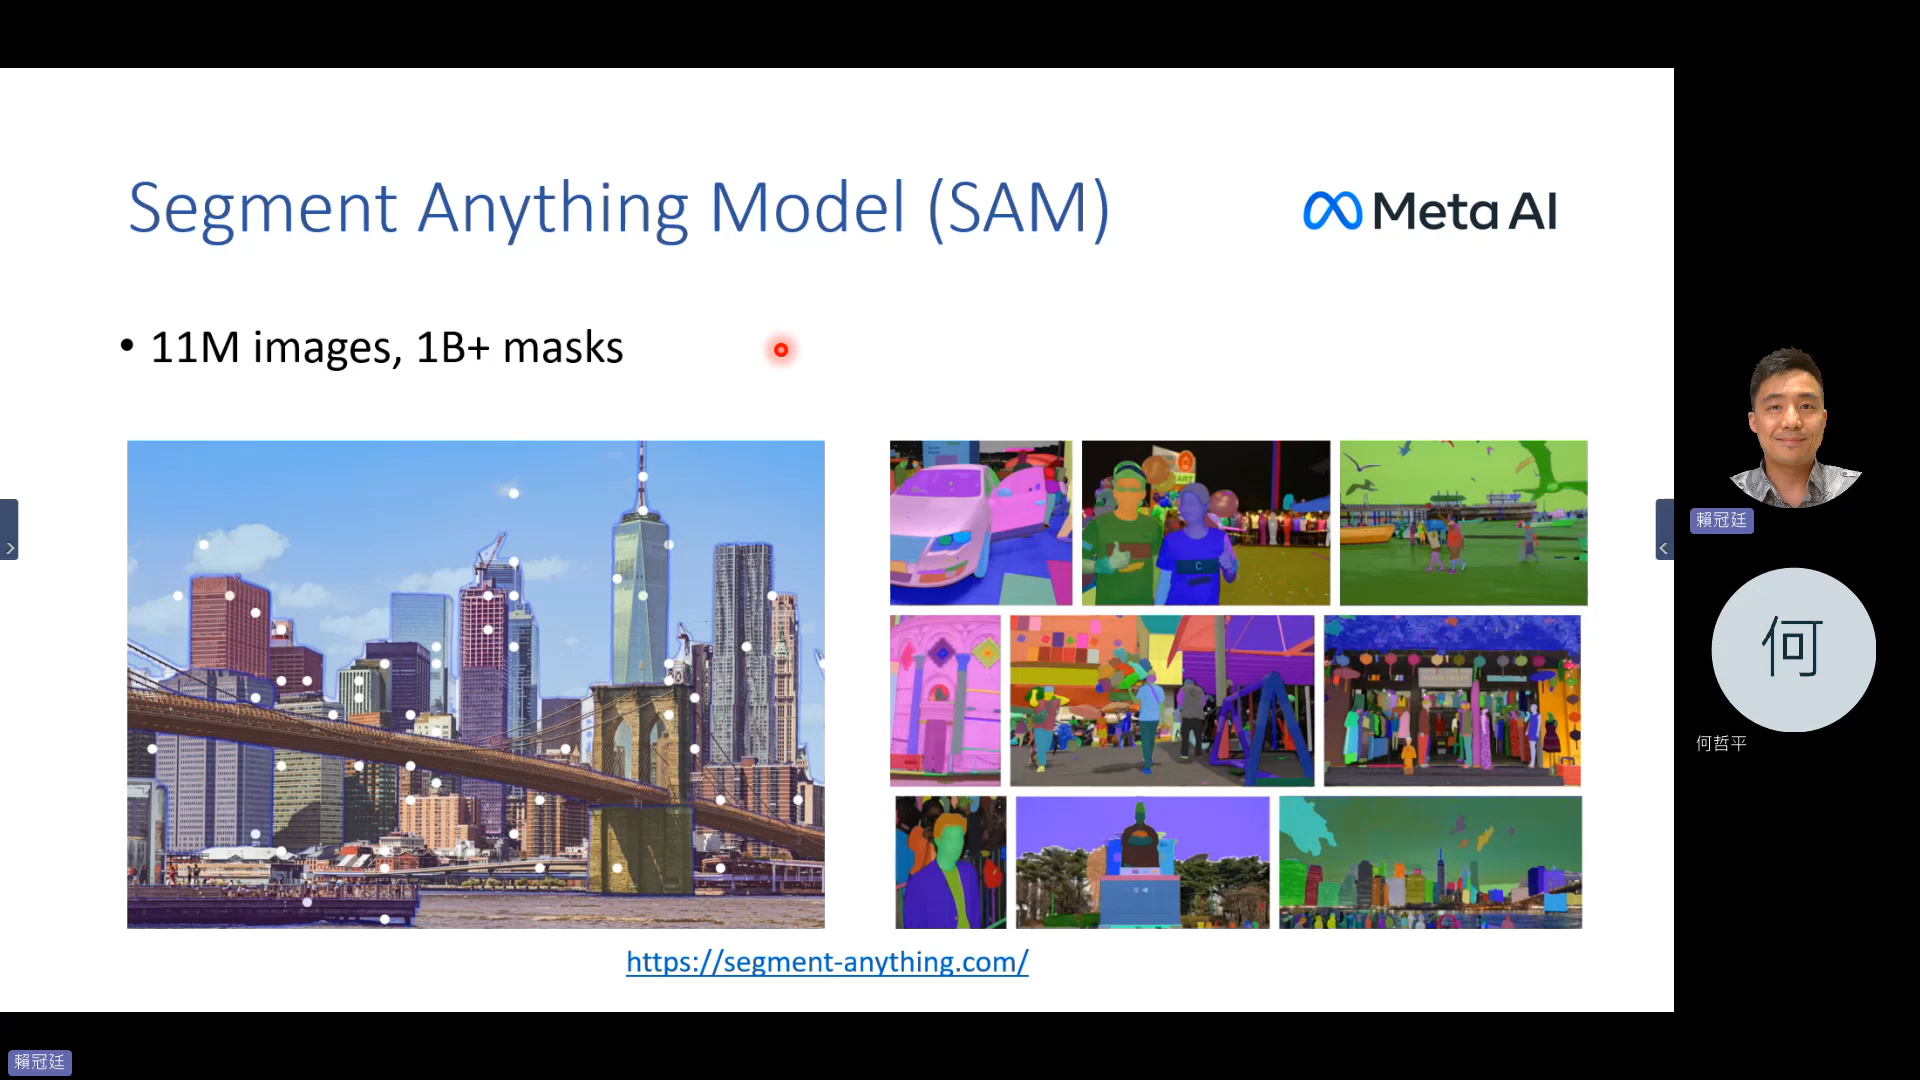 Segment Anything Model (SAM)
Meta AI
• 11M images, 1B+ masks
START
C
https://segment-anything.com/
賴冠廷
何
何哲平
賴冠廷